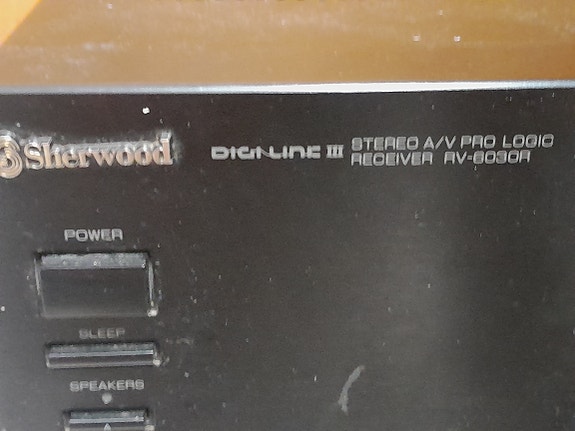 Sherwood
DIGI-LINK III
STEREO A/V PRO LOGIC
RECEIVER RV-6030R
POWER
SLEEP
SPEAKERS
A